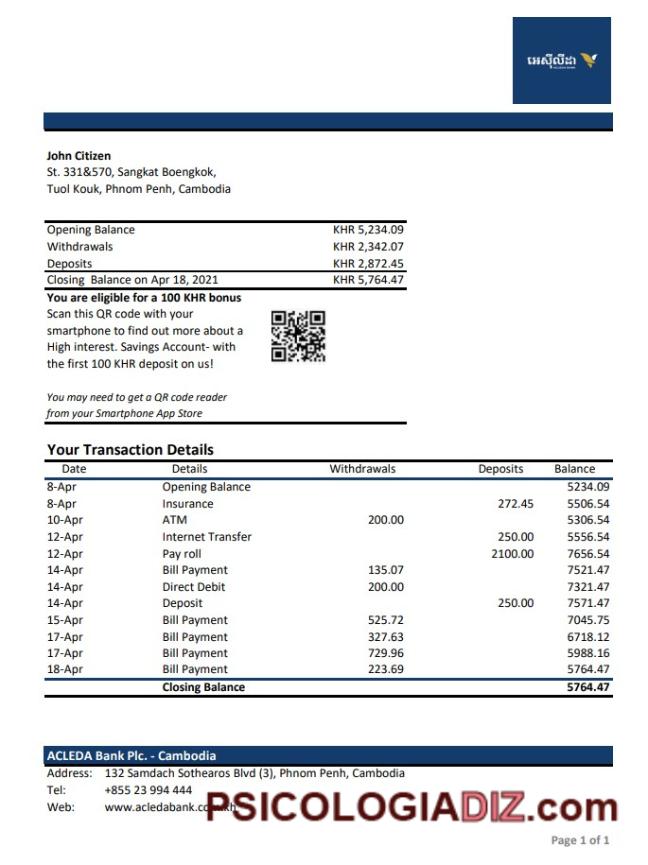 អេស៊ីលីដា
John Citizen
St. 331&570, Sangkat Boengkok,
Tuol Kouk, Phnom Penh, Cambodia
Opening Balance KHR 5,234.09
Withdrawals KHR 2,342.07
Deposits KHR 2,872.45
Closing Balance on Apr 18, 2021 KHR 5,764.47
You are eligible for a 100 KHR bonus
Scan this QR code with your
smartphone to find out more about a
High interest. Savings Account- with
the first 100 KHR deposit on us!
You may need to get a QR code reader
from your Smartphone App Store
Your Transaction Details
Date Details Withdrawals Deposits Balance
8-Apr Opening Balance 5234.09
8-Apr Insurance 272.45 5506.54
10-Apr ATM 200.00 5306.54
12-Apr Internet Transfer 250.00 5556.54
12-Apr Pay roll 2100.00 7656.54
14-Apr Bill Payment 135.07 7521.47
14-Apr Direct Debit 200.00 7321.47
14-Apr Deposit 250.00 7571.47
15-Apr Bill Payment 525.72 7045.75
17-Apr Bill Payment 327.63 6718.12
17-Apr Bill Payment 729.96 5988.16
18-Apr Bill Payment 223.69 5764.47
Closing Balance 5764.47
ACLEDA Bank Plc. - Cambodia
Address: 132 Samdach Sothearos Blvd (3), Phnom Penh, Cambodia
Tel: +855 23 994 444
Web:
PSICOLOGIADIZ.com
Page 1 of 1